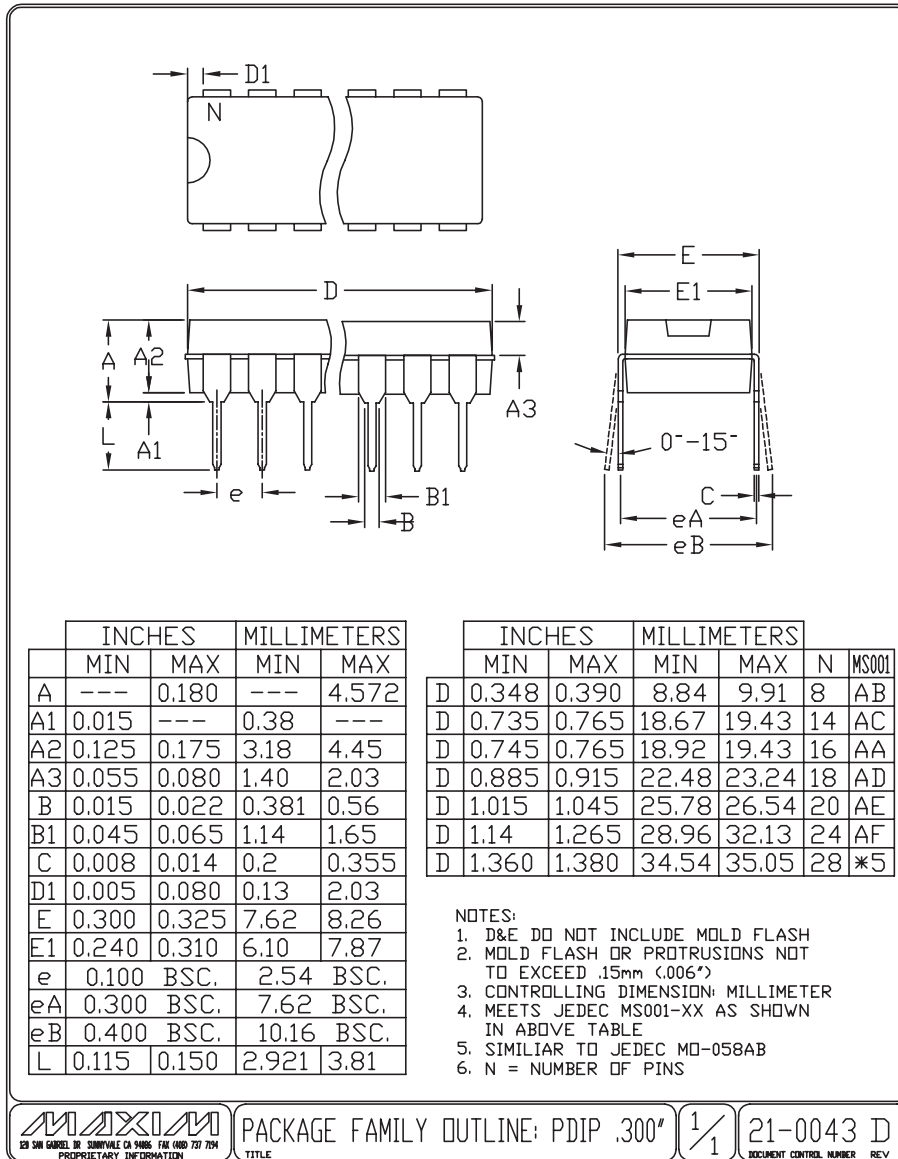 D1
N
D
E
E1
A
A2
A3
L
A1
0°-15°
e
B1
B
C
eA
eB
INCHES MILLIMETERS
MIN MAX MIN MAX
A --- 0.180 --- 4.572
A1 0.015 --- 0.38 ---
A2 0.125 0.175 3.18 4.45
A3 0.055 0.080 1.40 2.03
B 0.015 0.022 0.381 0.56
B1 0.045 0.065 1.14 1.65
C 0.008 0.014 0.2 0.355
D1 0.005 0.080 0.13 2.03
E 0.300 0.325 7.62 8.26
E1 0.240 0.310 6.10 7.87
e 0.100 BSC. 2.54 BSC.
eA 0.300 BSC. 7.62 BSC.
eB 0.400 BSC. 10.16 BSC.
L 0.115 0.150 2.921 3.81
INCHES MILLIMETERS
MIN MAX MIN MAX N MS001
D 0.348 0.390 8.84 9.91 8 AB
D 0.735 0.765 18.67 19.43 14 AC
D 0.745 0.765 18.92 19.43 16 AA
D 0.885 0.915 22.48 23.24 18 AD
D 1.015 1.045 25.78 26.54 20 AE
D 1.14 1.265 28.96 32.13 24 AF
D 1.360 1.380 34.54 35.05 28 *5
NOTES:
1. D&E DO NOT INCLUDE MOLD FLASH
2. MOLD FLASH OR PROTRUSIONS NOT
TO EXCEED .15mm (.006")
3. CONTROLLING DIMENSION: MILLIMETER
4. MEETS JEDEC MS001-XX AS SHOWN
IN ABOVE TABLE
5. SIMILIAR TO JEDEC MO-058AB
6. N = NUMBER OF PINS
MAXIM
120 SAN GABRIEL DR SUNNYVALE CA 94086 FAX (408) 737 7194
PROPRIETARY INFORMATION
PACKAGE FAMILY OUTLINE: PDIP .300"
TITLE
1/1
21-0043 D
DOCUMENT CONTROL NUMBER REV